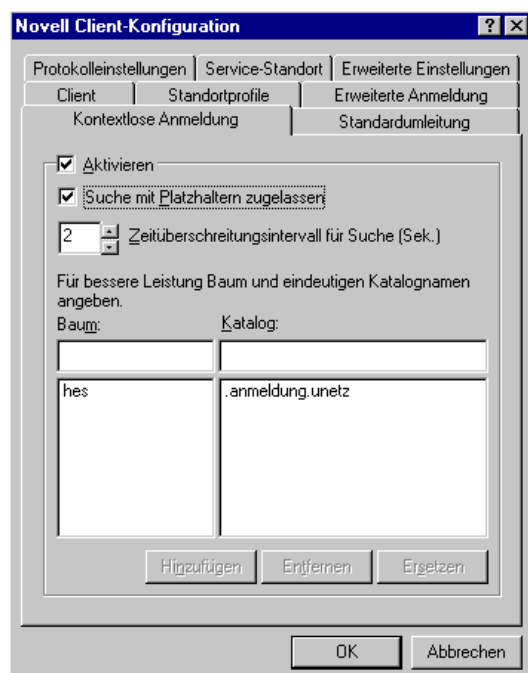 Novell Client-Konfiguration
Protokolleinstellungen Service-Standort Erweiterte Einstellungen
Client Standortprofile Erweiterte Anmeldung
Kontextlose Anmeldung Standardumleitung
Aktivieren
Suche mit Platzhaltern zugelassen
2 Zeitüberschreitungsintervall für Suche (Sek.)
Für bessere Leistung Baum und eindeutigen Katalognamen
angeben.
Baum: Katalog:
hes .anmeldung.unetz
Hinzufügen Entfernen Ersetzen
OK Abbrechen